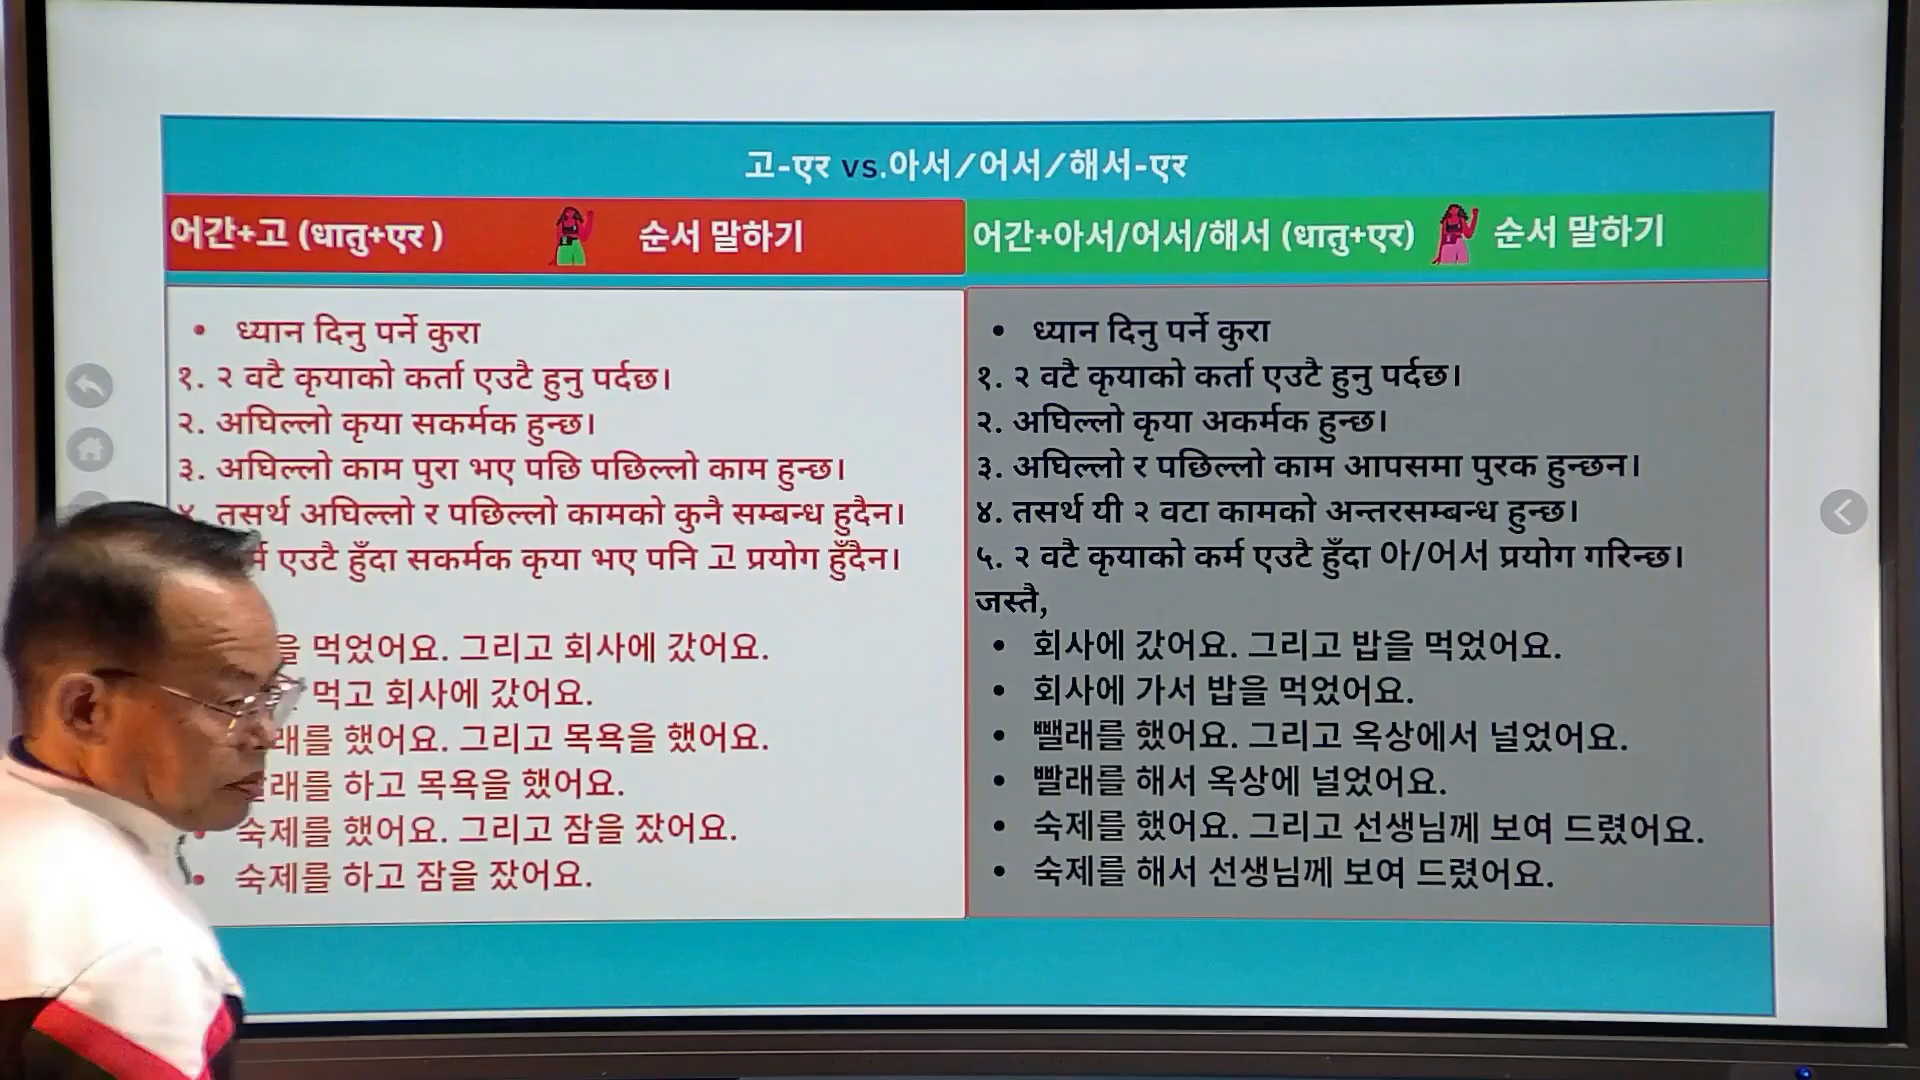 고-एर vs.아서/어서/해서-एर
어간+고 (धातु+एर ) 순서 말하기
• ध्यान दिनु पर्ने कुरा
१. २ वटै कृयाको कर्ता एउटै हुनु पर्दछ।
२. अघिल्लो कृया सकर्मक हुन्छ।
३. अघिल्लो काम पुरा भए पछि पछिल्लो काम हुन्छ।
तसर्थ अघिल्लो र पछिल्लो कामको कुनै सम्बन्ध हुदैन।
एउटै हुँदा सकर्मक कृया भए पनि 고 प्रयोग हुँदैन।
먹었어요. 그리고 회사에 갔어요.
먹고 회사에 갔어요.
했어요. 그리고 목욕을 했어요.
하고 목욕을 했어요.
• 숙제를 했어요. 그리고 잠을 잤어요.
• 숙제를 하고 잠을 잤어요.
어간+아서/어서/해서 (धातु+एर) 순서 말하기
• ध्यान दिनु पर्ने कुरा
१. २ वटै कृयाको कर्ता एउटै हुनु पर्दछ।
२. अघिल्लो कृया अकर्मक हुन्छ।
३. अघिल्लो र पछिल्लो काम आपसमा पुरक हुन्छन।
४. तसर्थ यी २ वटा कामको अन्तरसम्बन्ध हुन्छ।
५. २ वटै कृयाको कर्म एउटै हुँदा 아/어서 प्रयोग गरिन्छ।
जस्तै,
• 회사에 갔어요. 그리고 밥을 먹었어요.
• 회사에 가서 밥을 먹었어요.
• 뺄래를 했어요. 그리고 옥상에서 널었어요.
• 빨래를 해서 옥상에 널었어요.
• 숙제를 했어요. 그리고 선생님께 보여 드렸어요.
• 숙제를 해서 선생님께 보여 드렸어요.